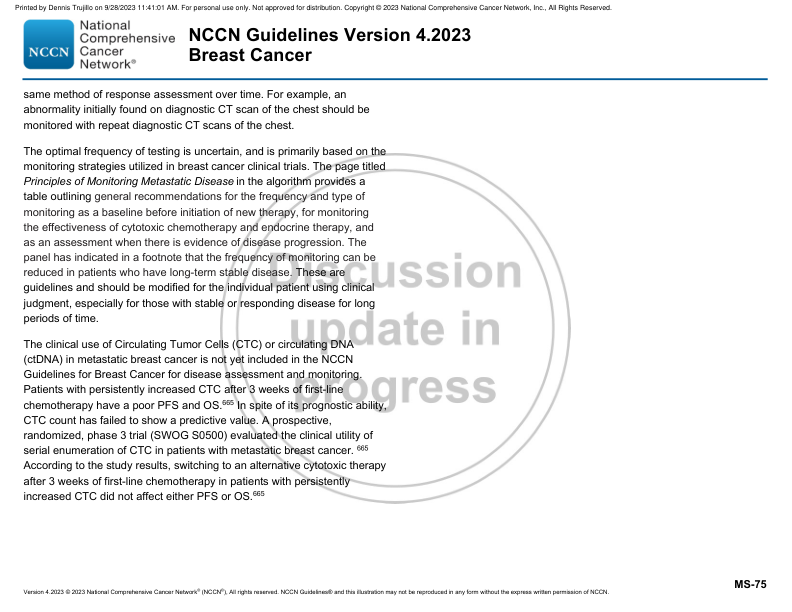 Printed by Dennis Trujillo on 9/28/2023 11:41:01 AM. For personal use only. Not approved for distribution. Copyright © 2023 National Comprehensive Cancer Network, Inc., All Rights Reserved.
NCCN
National
Comprehensive
Cancer
Network®
NCCN Guidelines Version 4.2023
Breast Cancer
same method of response assessment over time. For example, an
abnormality initially found on diagnostic CT scan of the chest should be
monitored with repeat diagnostic CT scans of the chest.
The optimal frequency of testing is uncertain, and is primarily based on the
monitoring strategies utilized in breast cancer clinical trials. The page titled
Principles of Monitoring Metastatic Disease in the algorithm provides a
table outlining general recommendations for the frequency and type of
monitoring as a baseline before initiation of new therapy, for monitoring
the effectiveness of cytotoxic chemotherapy and endocrine therapy, and
as an assessment when there is evidence of disease progression. The
panel has indicated in a footnote that the frequency of monitoring can be
reduced in patients who have long-term stable disease. These are
guidelines and should be modified for the individual patient using clinical
judgment, especially for those with stable or responding disease for long
periods of time.
The clinical use of Circulating Tumor Cells (CTC) or circulating DNA
(ctDNA) in metastatic breast cancer is not yet included in the NCCN
Guidelines for Breast Cancer for disease assessment and monitoring.
Patients with persistently increased CTC after 3 weeks of first-line
chemotherapy have a poor PFS and OS.665 In spite of its prognostic ability,
CTC count has failed to show a predictive value. A prospective,
randomized, phase 3 trial (SWOG S0500) evaluated the clinical utility of
serial enumeration of CTC in patients with metastatic breast cancer. 665
According to the study results, switching to an alternative cytotoxic therapy
after 3 weeks of first-line chemotherapy in patients with persistently
increased CTC did not affect either PFS or OS.665
Discussion
update in
progress
MS-75
Version 4.2023 © 2023 National Comprehensive Cancer Network® (NCCN®), All rights reserved. NCCN Guidelines® and this illustration may not be reproduced in any form without the express written permission of NCCN.